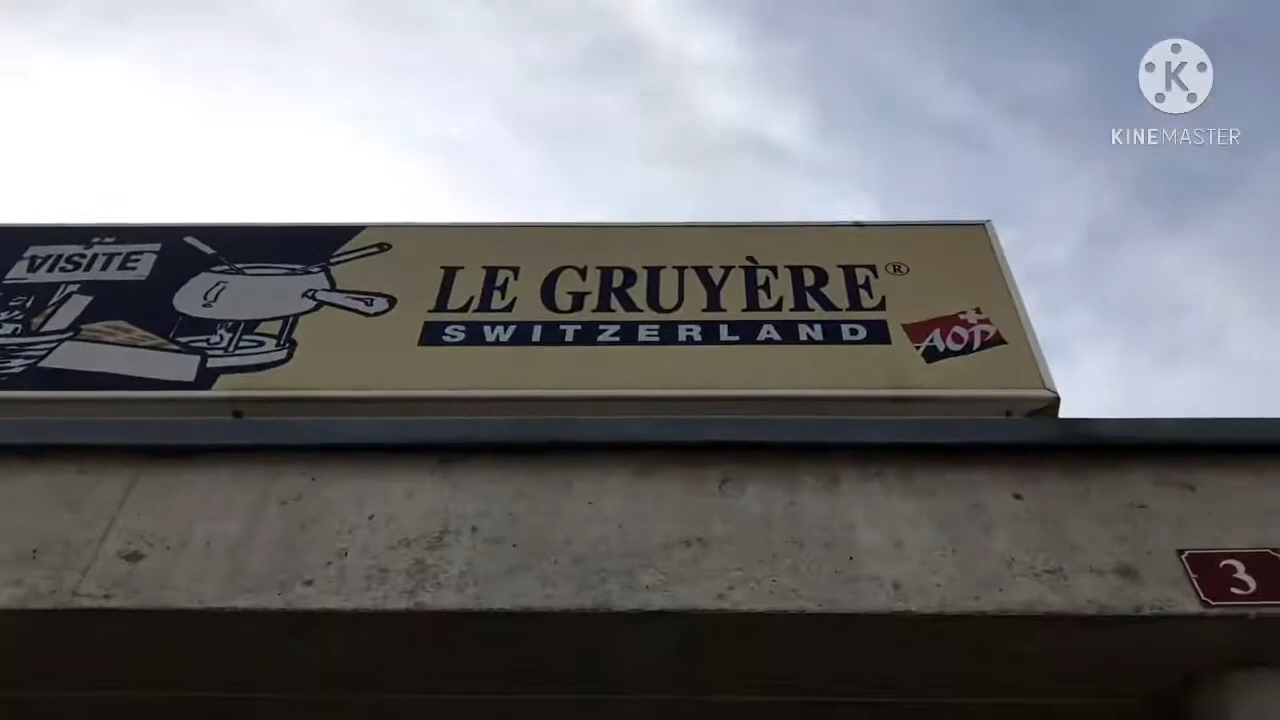 K
KINEMASTER
VISITE
LE GRUYÈRE®
SWITZERLAND
AOP
3